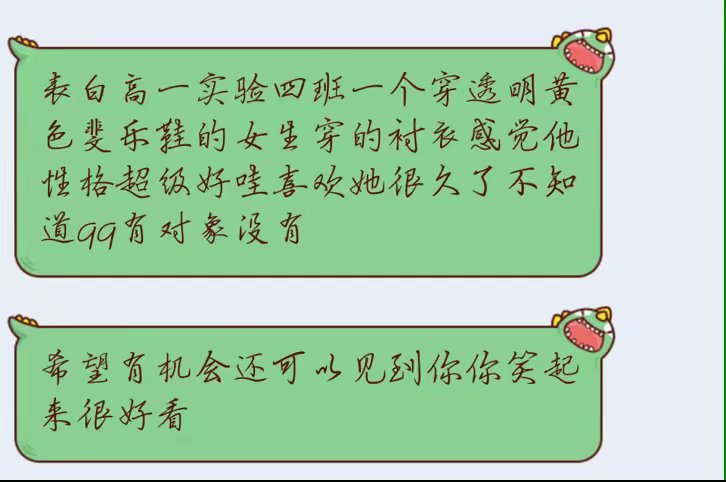 表白高一实验四班一个穿透明黄
色斐乐鞋的女生穿的衬衣感觉他
性格超级好哇喜欢她很久了不知
道qq有对象没有
希望有机会还可以见到你你笑起
来很好看